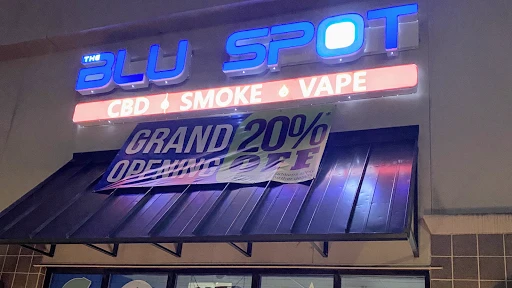 THE
BLU SPOT
CBD SMOKE VAPE
GRAND 20%
OPENING OFF